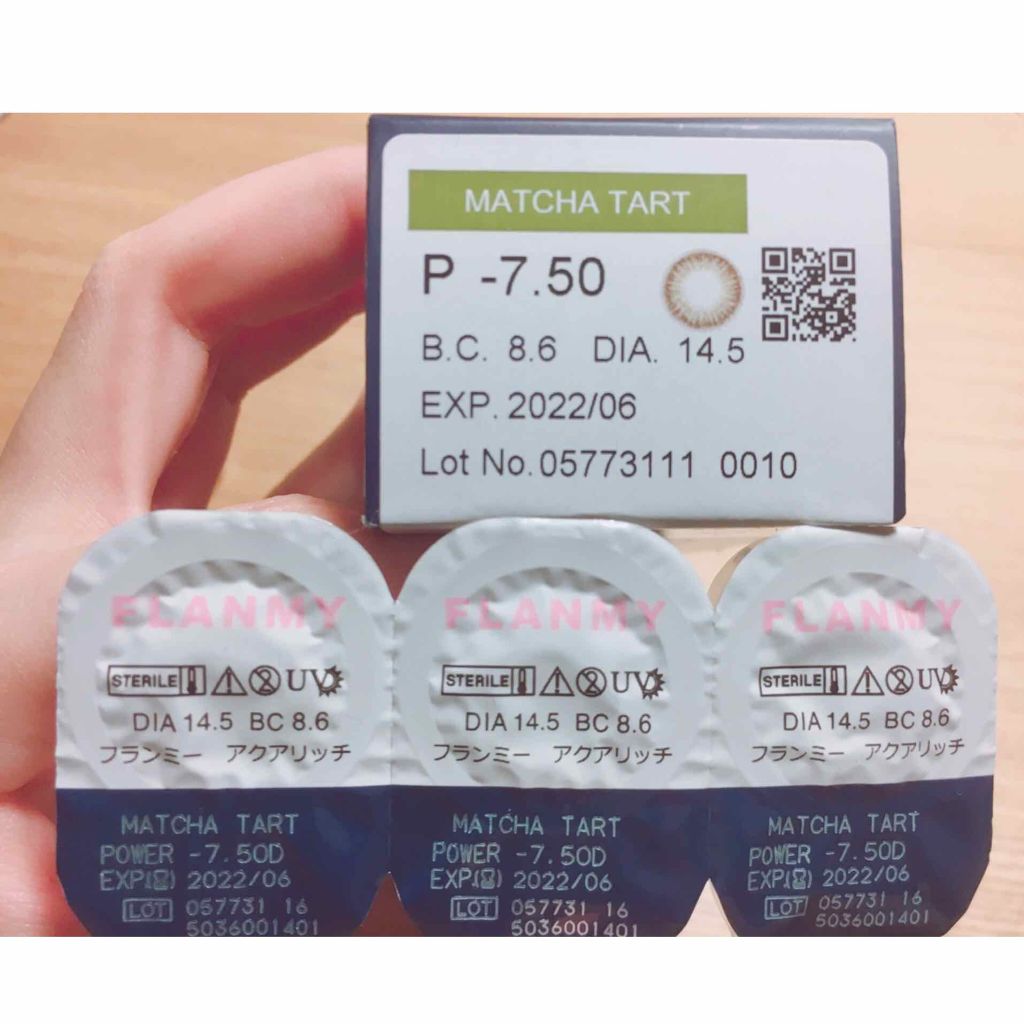 MATCHA TART
P -7.50
B.C. 8.6 DIA. 14.5
EXP. 2022/06
Lot No. 05773111 0010
FLANMY
STERILE UV
DIA 14.5 BC 8.6
フランミー アクアリッチ
MATCHA TART
POWER -7.50D
EXP 2022/06
LOT 057731 16
5036001401
FLANMY
STERILE UV
DIA 14.5 BC 8.6
フランミー アクアリッチ
MATCHA TART
POWER -7.50D
EXP 2022/06
LOT 057731 16
5036001401
FLANMY
STERILE UV
DIA 14.5 BC 8.6
フランミー アクアリッチ
MATCHA TART
POWER -7.50D
EXP 2022/06
LOT 057731 16
5036001401